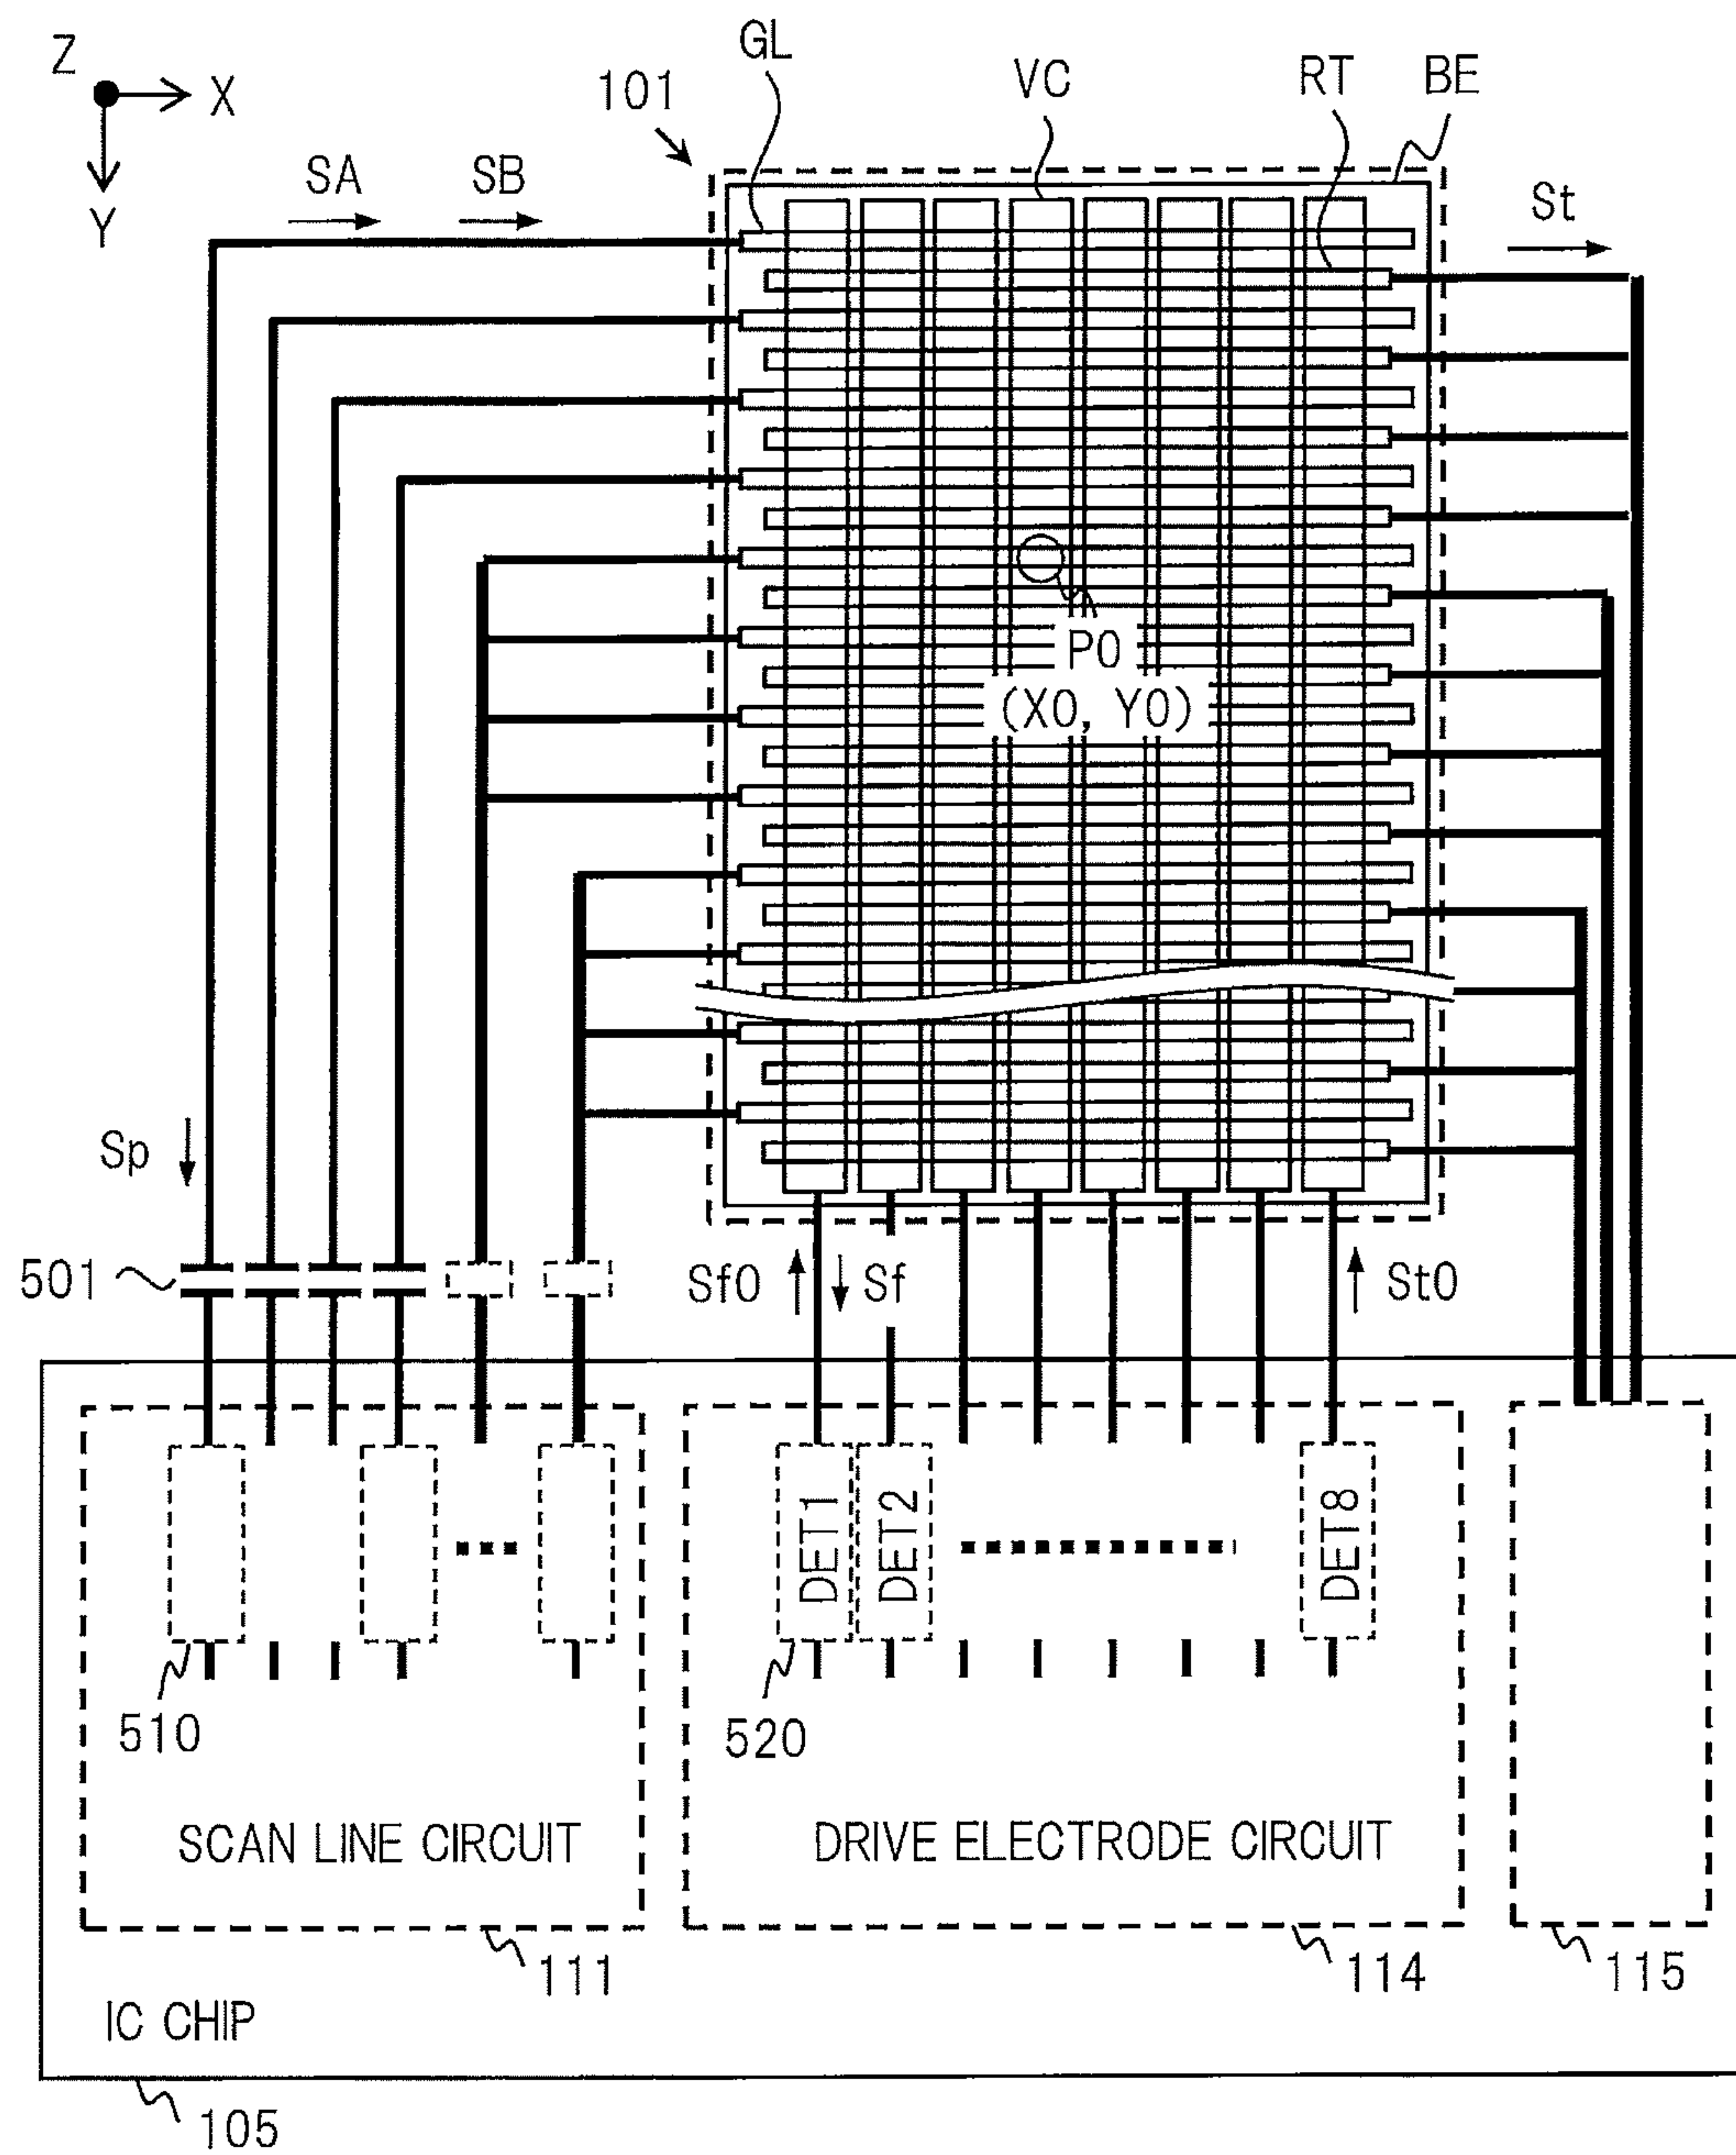 GL
Z
VC
RT
BE
101
X
SA
SB
St
Y
P0
(X0, Y0)
Sp
501
Sf0
Sf
St0
DET1
DET2
DET8
510
520
SCAN LINE CIRCUIT
DRIVE ELECTRODE CIRCUIT
111
114
115
IC CHIP
105